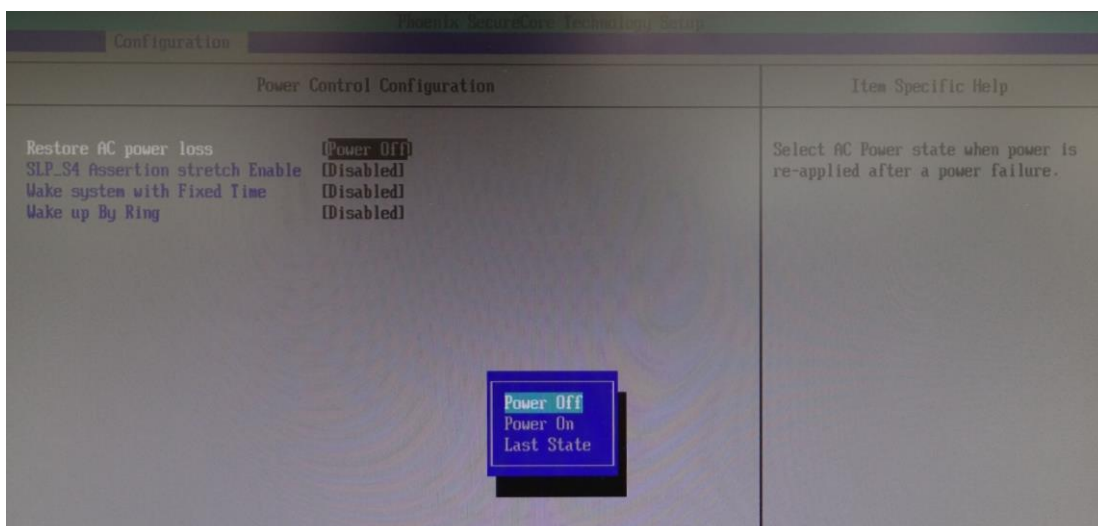 Phoenix SecureCore Technology Setup
Configuration
Power Control Configuration
Item Specific Help
Restore AC power loss [Power Off]
SLP_S4 Assertion stretch Enable [Disabled]
Wake system with Fixed Time [Disabled]
Wake up By Ring [Disabled]
Select AC Power state when power is
re-applied after a power failure.
Power Off
Power On
Last State